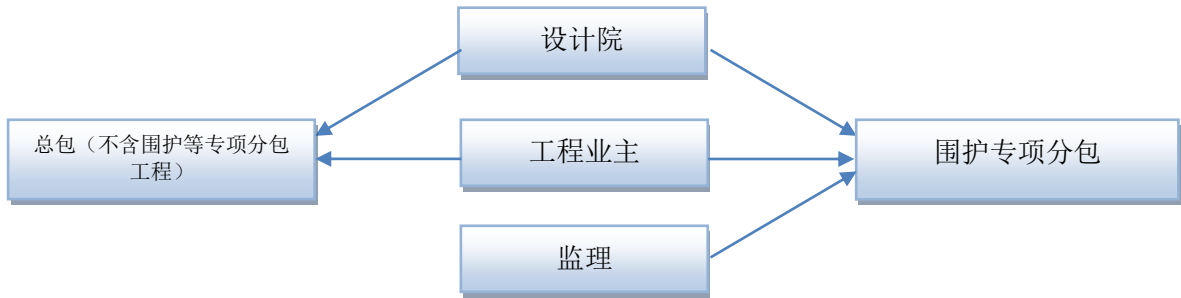 设计院
总包（不含围护等专项分包
工程）
工程业主
围护专项分包
监理